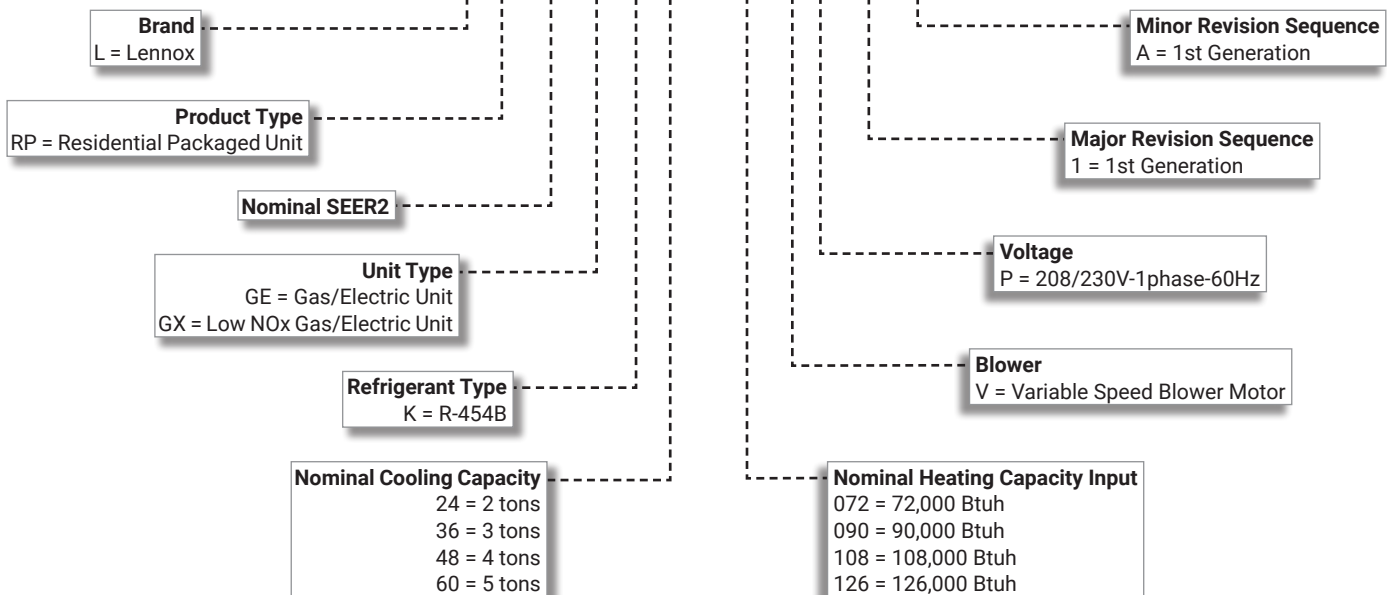 Brand
L = Lennox
Product Type
RP = Residential Packaged Unit
Nominal SEER2
Unit Type
GE = Gas/Electric Unit
GX = Low NOx Gas/Electric Unit
Refrigerant Type
K = R-454B
Nominal Cooling Capacity
24 = 2 tons
36 = 3 tons
48 = 4 tons
60 = 5 tons
Minor Revision Sequence
A = 1st Generation
Major Revision Sequence
1 = 1st Generation
Voltage
P = 208/230V-1phase-60Hz
Blower
V = Variable Speed Blower Motor
Nominal Heating Capacity Input
072 = 72,000 Btuh
090 = 90,000 Btuh
108 = 108,000 Btuh
126 = 126,000 Btuh